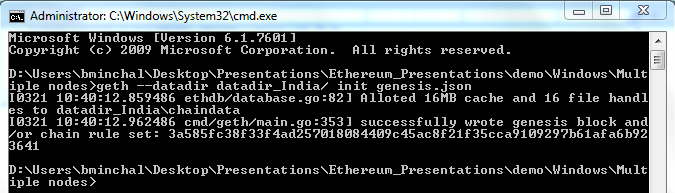 Administrator: C:\Windows\System32\cmd.exe
Microsoft Windows [Version 6.1.7601]
Copyright (c) 2009 Microsoft Corporation.  All rights reserved.
D:\Users\bminchal\Presentations\Ethereum_Presentations\demo\Windows\Mult
iple nodes>geth --datadir datadir_India/ init genesis.json
I0321 10:40:12.859486 ethdb/database.go:82] Alloted 16MB cache and 16 file handl
es to datadir_India\chaindata
I0321 10:40:12.962486 cmd/geth/main.go:353] successfully wrote genesis block and
/or chain rule set: 3a585fc38f33f4ad257018084409c45ac8f21f35cca9109297b61afa6b92
3641
D:\Users\bminchal\Presentations\Ethereum_Presentations\demo\Windows\Mult
iple nodes>